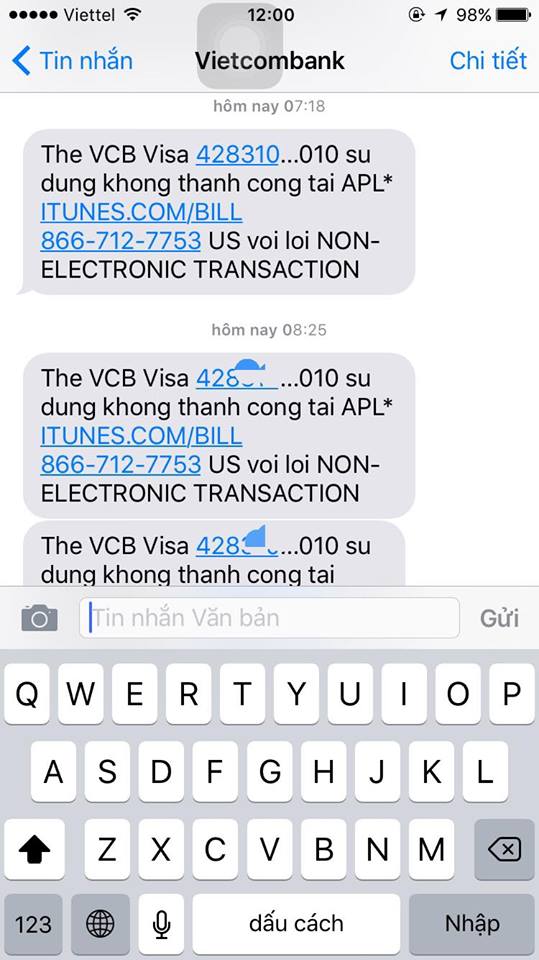 Viettel 12:00 98%
Tin nhắn Vietcombank Chi tiết
hôm nay 07:18
The VCB Visa 428310...010 su
dung khong thanh cong tai APL*
ITUNES.COM/BILL
866-712-7753 US voi loi NON-
ELECTRONIC TRANSACTION
hôm nay 08:25
The VCB Visa 428 ...010 su
dung khong thanh cong tai APL*
ITUNES.COM/BILL
866-712-7753 US voi loi NON-
ELECTRONIC TRANSACTION
The VCB Visa 428 ...010 su
dung khong thanh cong tai
Tin nhắn Văn bản Gửi
Q W E R T Y U I O P
A S D F G H J K L
Z X C V B N M
123 dấu cách Nhập